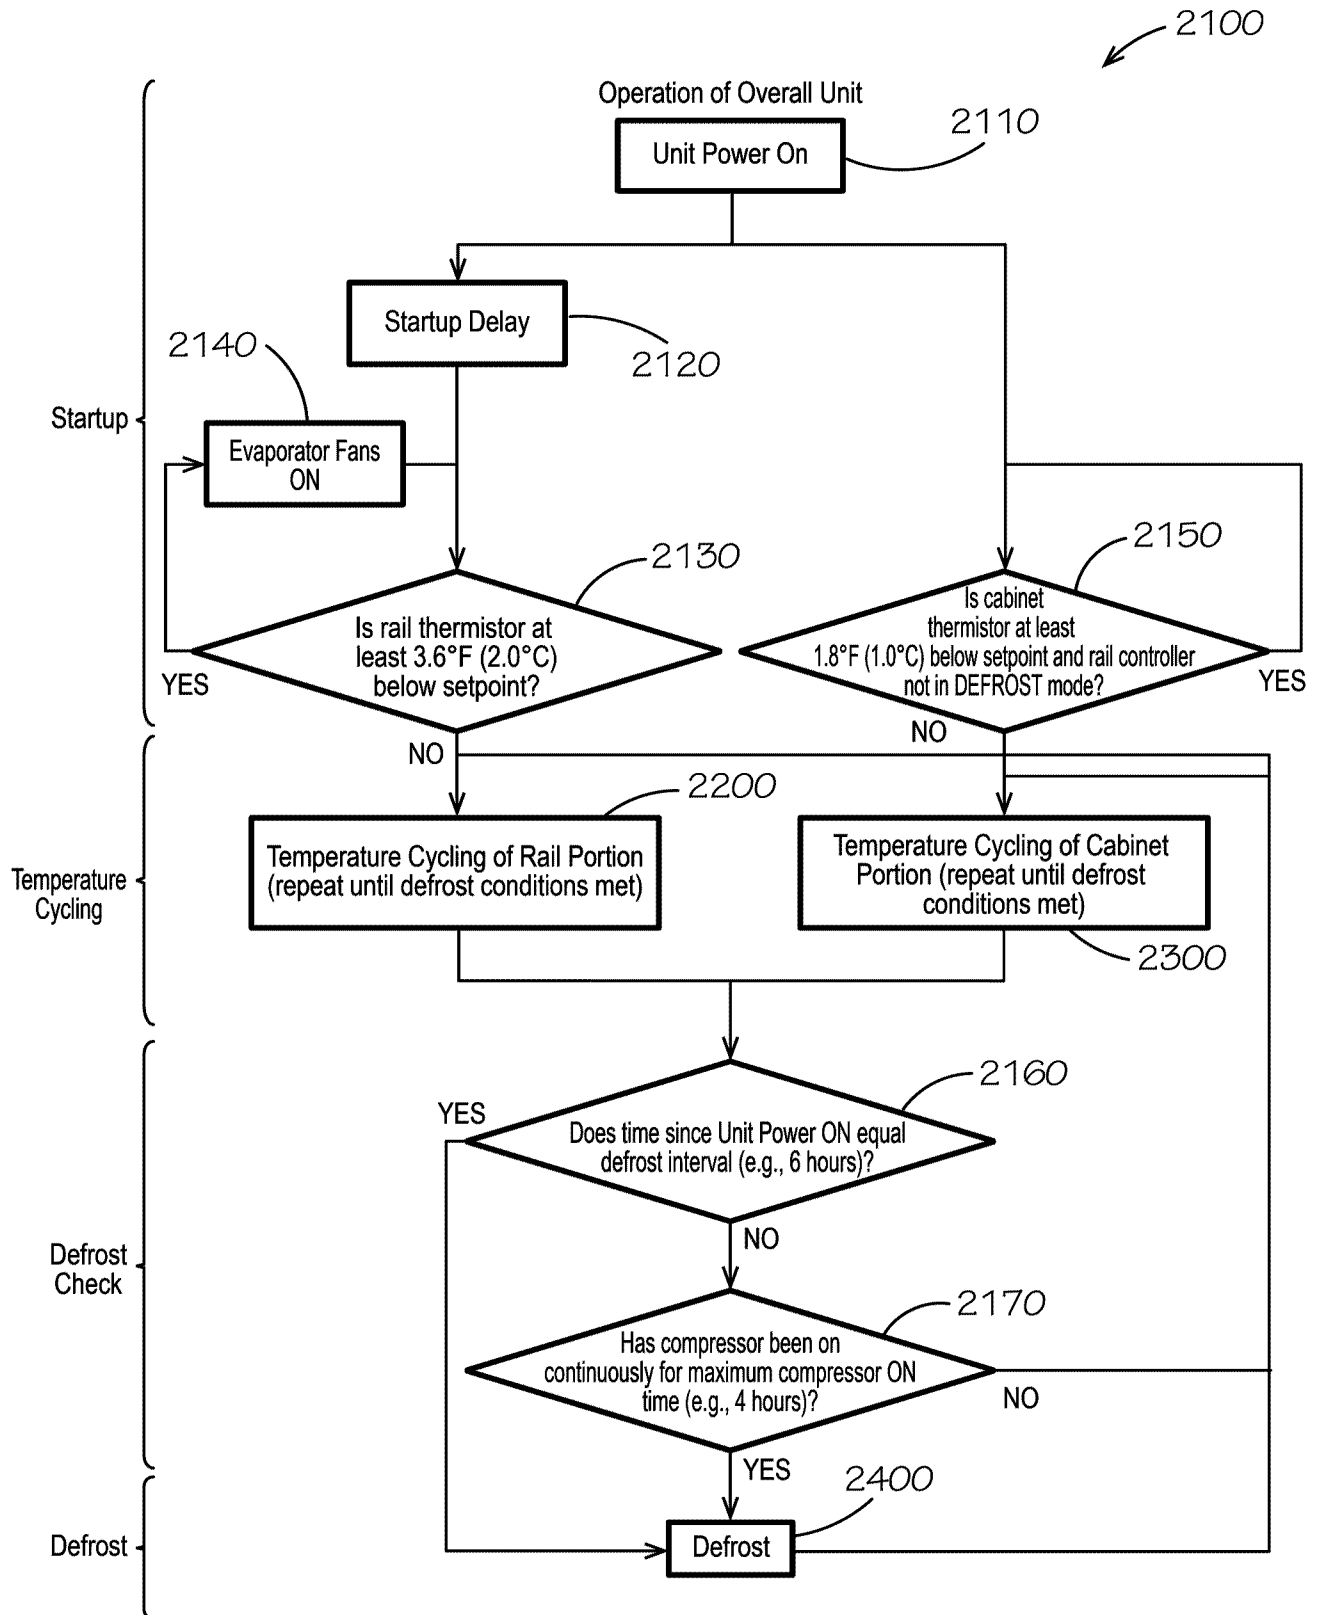 2100
Operation of Overall Unit
2110
Unit Power On
Startup Delay
2120
2140
Startup
Evaporator Fans
ON
2130
2150
Is rail thermistor at
least 3.6°F (2.0°C)
below setpoint?
YES
Is cabinet
thermistor at least
1.8°F (1.0°C) below setpoint and rail controller
not in DEFROST mode?
YES
NO
NO
2200
Temperature
Cycling
Temperature Cycling of Rail Portion
(repeat until defrost conditions met)
Temperature Cycling of Cabinet
Portion (repeat until defrost
conditions met)
2300
2160
YES
Does time since Unit Power ON equal
defrost interval (e.g., 6 hours)?
NO
Defrost
Check
2170
Has compressor been on
continuously for maximum compressor ON
time (e.g., 4 hours)?
NO
YES
2400
Defrost
Defrost